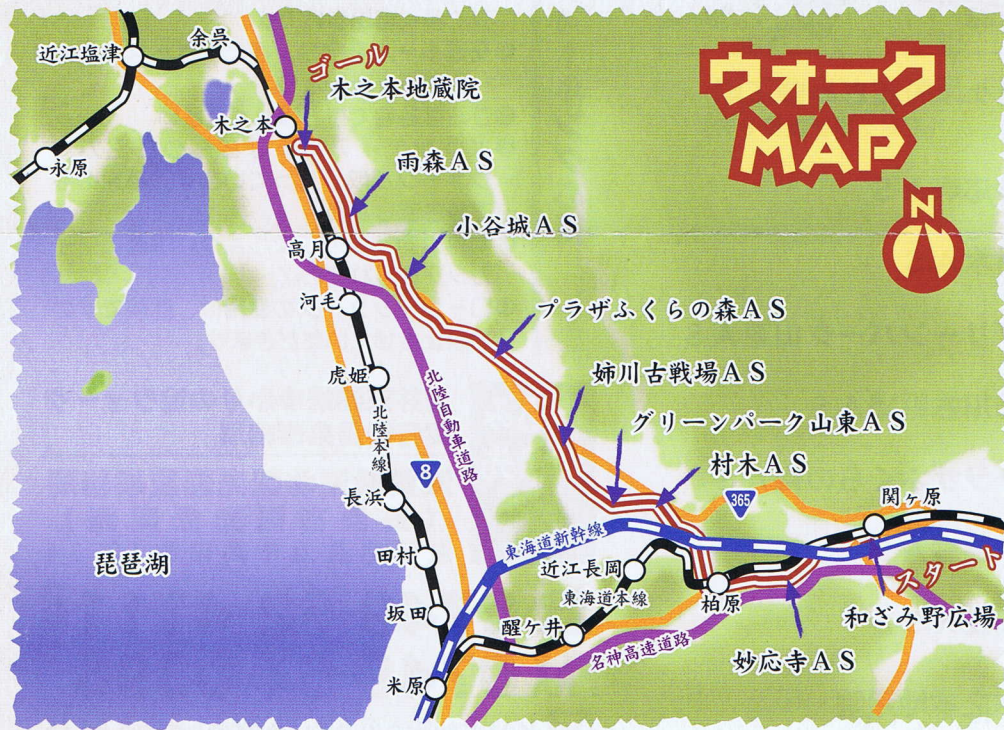 ウォーク
MAP
N
近江塩津
余呉
ゴール
木之本地蔵院
木之本
永原
雨森AS
小谷城AS
高月
河毛
プラザふくらの森AS
虎姫
姉川古戦場AS
北陸本線
北陸自動車道路
グリーンパーク山東AS
8
村木AS
365
長浜
関ヶ原
琵琶湖
田村
東海道新幹線
近江長岡
スタート
東海道本線
柏原
和ざみ野広場
坂田
醒ケ井
名神高速道路
妙応寺AS
米原